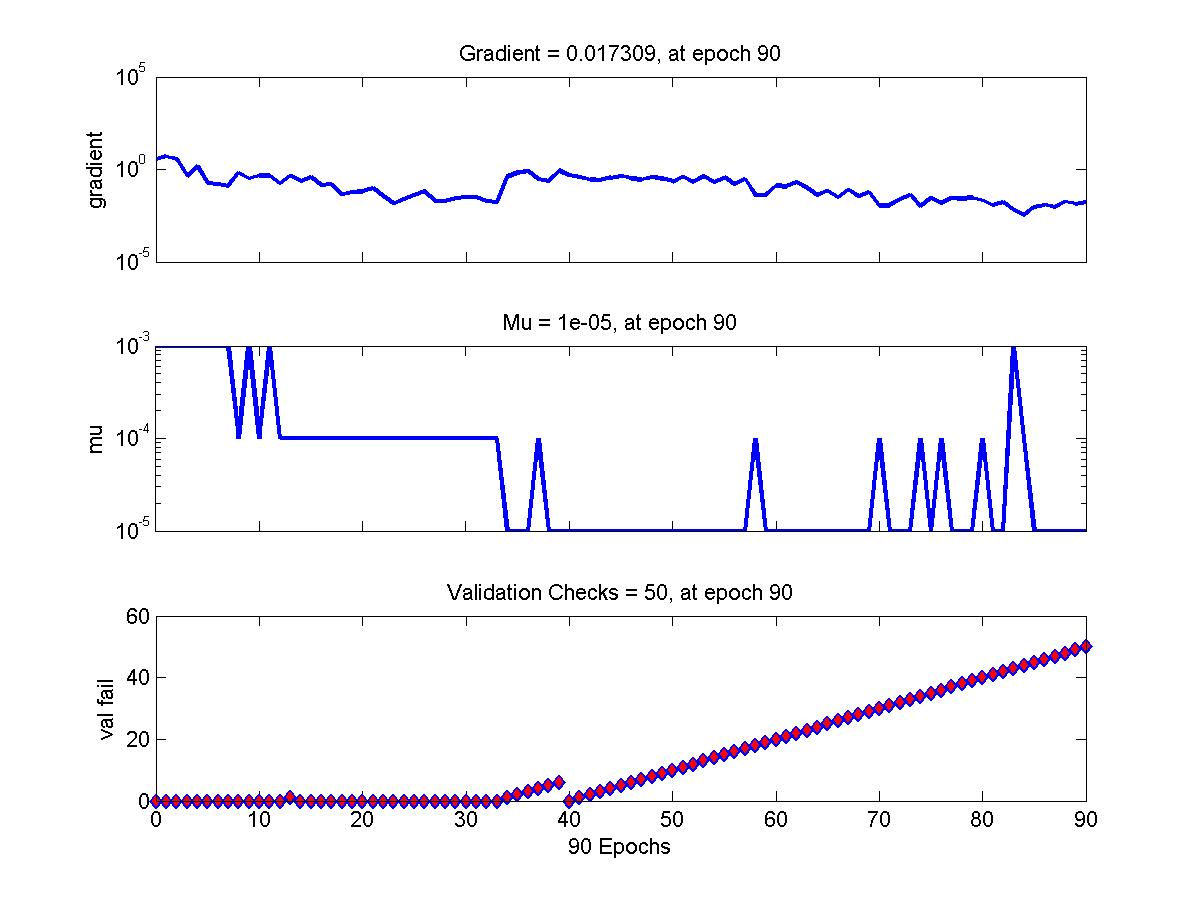 Gradient = 0.017309, at epoch 90
10^5
10^0
10^-5
gradient
Mu = 1e-05, at epoch 90
10^-3
10^-4
10^-5
mu
Validation Checks = 50, at epoch 90
60
40
20
0
val fail
0 10 20 30 40 50 60 70 80 90
90 Epochs